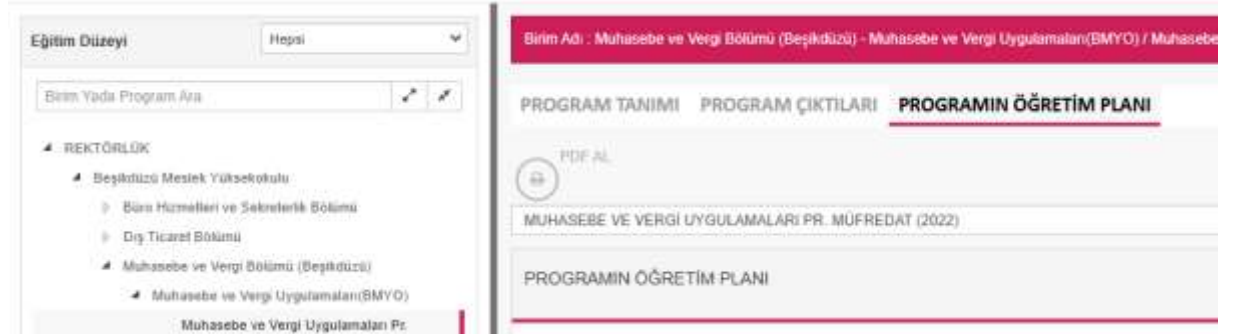 Eğitim Düzeyi
Hepsi
Birim Yada Program Ara
REKTÖRLÜK
Beşikdüzü Meslek Yüksekokulu
Büro Hizmetleri ve Sekreterlik Bölümü
Dış Ticaret Bölümü
Muhasebe ve Vergi Bölümü (Beşikdüzü)
Muhasebe ve Vergi Uygulamaları(BMYO)
Muhasebe ve Vergi Uygulamaları Pr.
Birim Adı : Muhasebe ve Vergi Bölümü (Beşikdüzü) - Muhasebe ve Vergi Uygulamaları(BMYO) / Muhasebe
PROGRAM TANIMI PROGRAM ÇIKTILARI PROGRAMIN ÖĞRETİM PLANI
PDF AL
MUHASEBE VE VERGİ UYGULAMALARI PR. MÜFREDAT (2022)
PROGRAMIN ÖĞRETİM PLANI